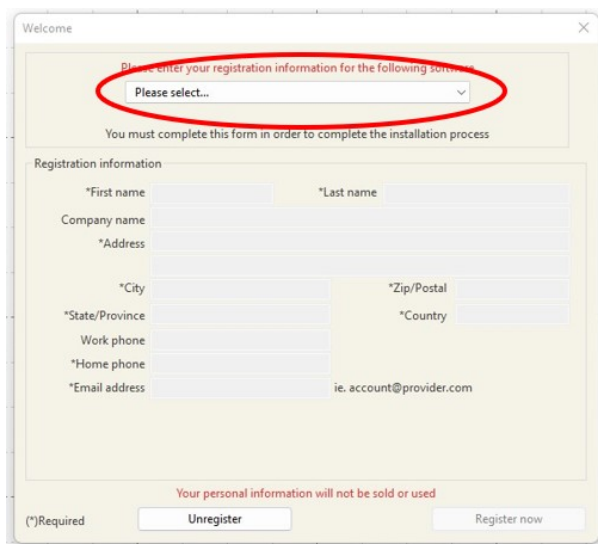 Welcome
Please enter your registration information for the following software
Please select...
You must complete this form in order to complete the installation process
Registration information
*First name *Last name
Company name
*Address
*City *Zip/Postal
*State/Province *Country
Work phone
*Home phone
*Email address ie. account@provider.com
Your personal information will not be sold or used
(*)Required Unregister Register now